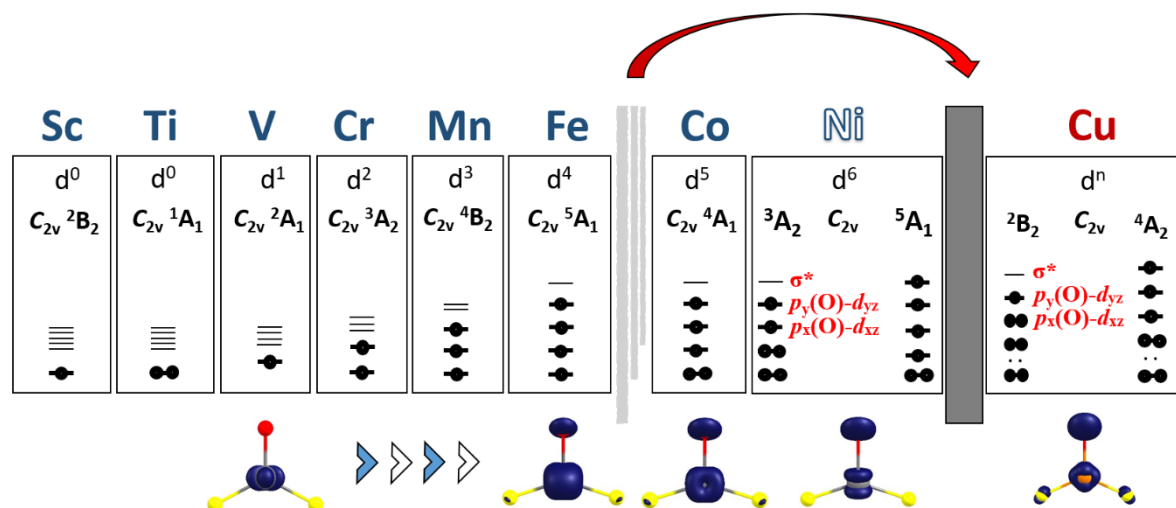 Sc Ti V Cr Mn Fe Co Ni Cu
d⁰ d⁰ d¹ d² d³ d⁴ d⁵ d⁶ dⁿ
C₂ᵥ ²B₂ C₂ᵥ ¹A₁ C₂ᵥ ²A₁ C₂ᵥ ³A₂ C₂ᵥ ⁴B₂ C₂ᵥ ⁵A₁ C₂ᵥ ⁴A₁ ³A₂ C₂ᵥ ⁵A₁ ²B₂ C₂ᵥ ⁴A₂
σ* σ*
py(O)-dyz py(O)-dyz
px(O)-dxz px(O)-dxz